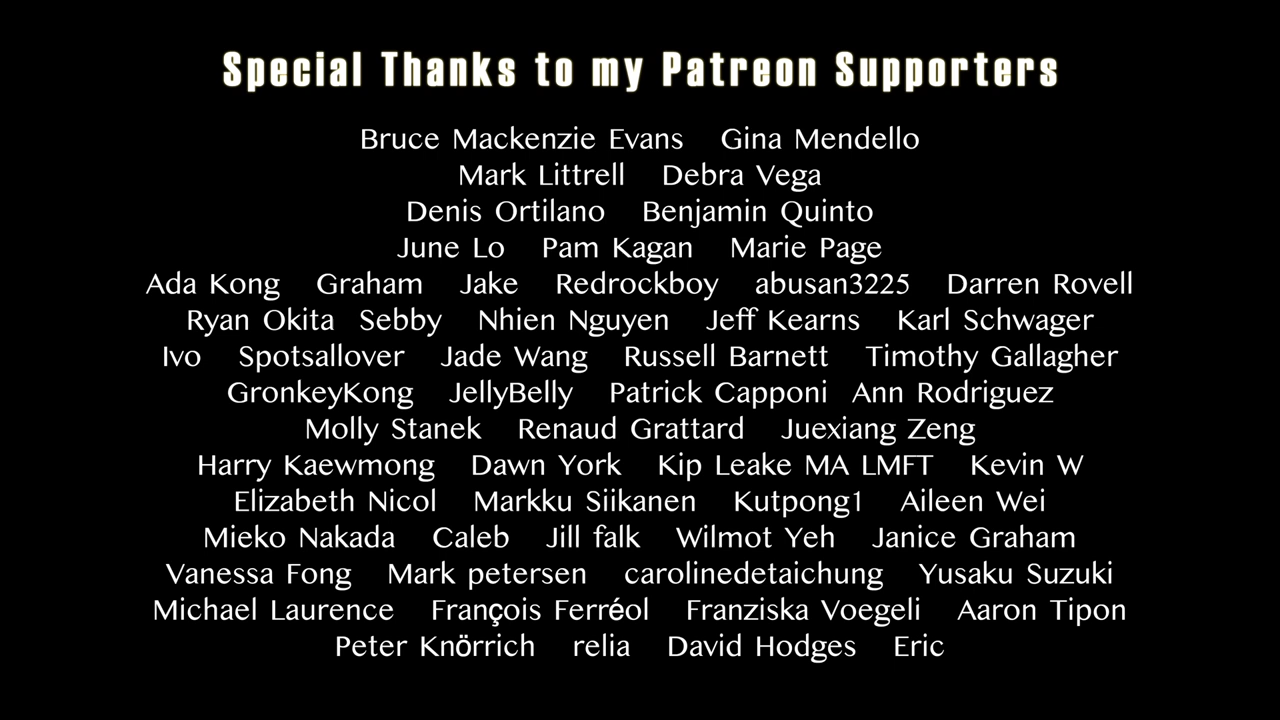 Special Thanks to my Patreon Supporters
Bruce Mackenzie Evans Gina Mendello
Mark Littrell Debra Vega
Denis Ortilano Benjamin Quinto
June Lo Pam Kagan Marie Page
Ada Kong Graham Jake Redrockboy abusan3225 Darren Rovell
Ryan Okita Sebby Nhien Nguyen Jeff Kearns Karl Schwager
Ivo Spotsallover Jade Wang Russell Barnett Timothy Gallagher
GronkeyKong JellyBelly Patrick Capponi Ann Rodriguez
Molly Stanek Renaud Grattard Juexiang Zeng
Harry Kaewmong Dawn York Kip Leake MA LMFT Kevin W
Elizabeth Nicol Markku Siikanen Kutpong1 Aileen Wei
Mieko Nakada Caleb Jill falk Wilmot Yeh Janice Graham
Vanessa Fong Mark petersen carolinedetaichung Yusaku Suzuki
Michael Laurence François Ferréol Franziska Voegeli Aaron Tipon
Peter Knörrich relia David Hodges Eric